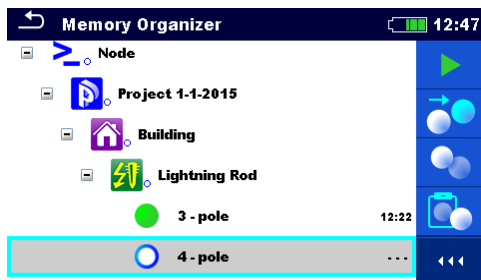 Memory Organizer 12:47
Node
Project 1-1-2015
Building
Lightning Rod
3 - pole 12:22
4 - pole ---